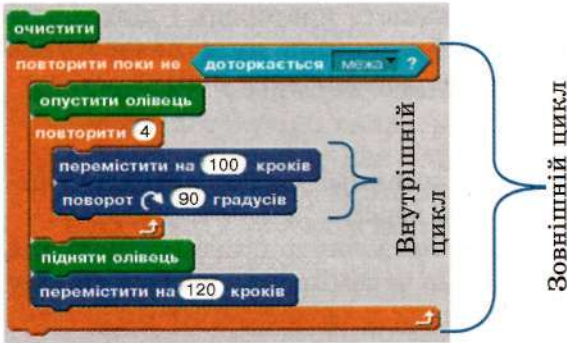 очистити
повторити поки не доторкається межа ?
опустити олівець
повторити 4
перемістити на 100 кроків
поворот 90 градусів
підняти олівець
перемістити на 120 кроків
Внутрішній
цикл
Зовнішній цикл